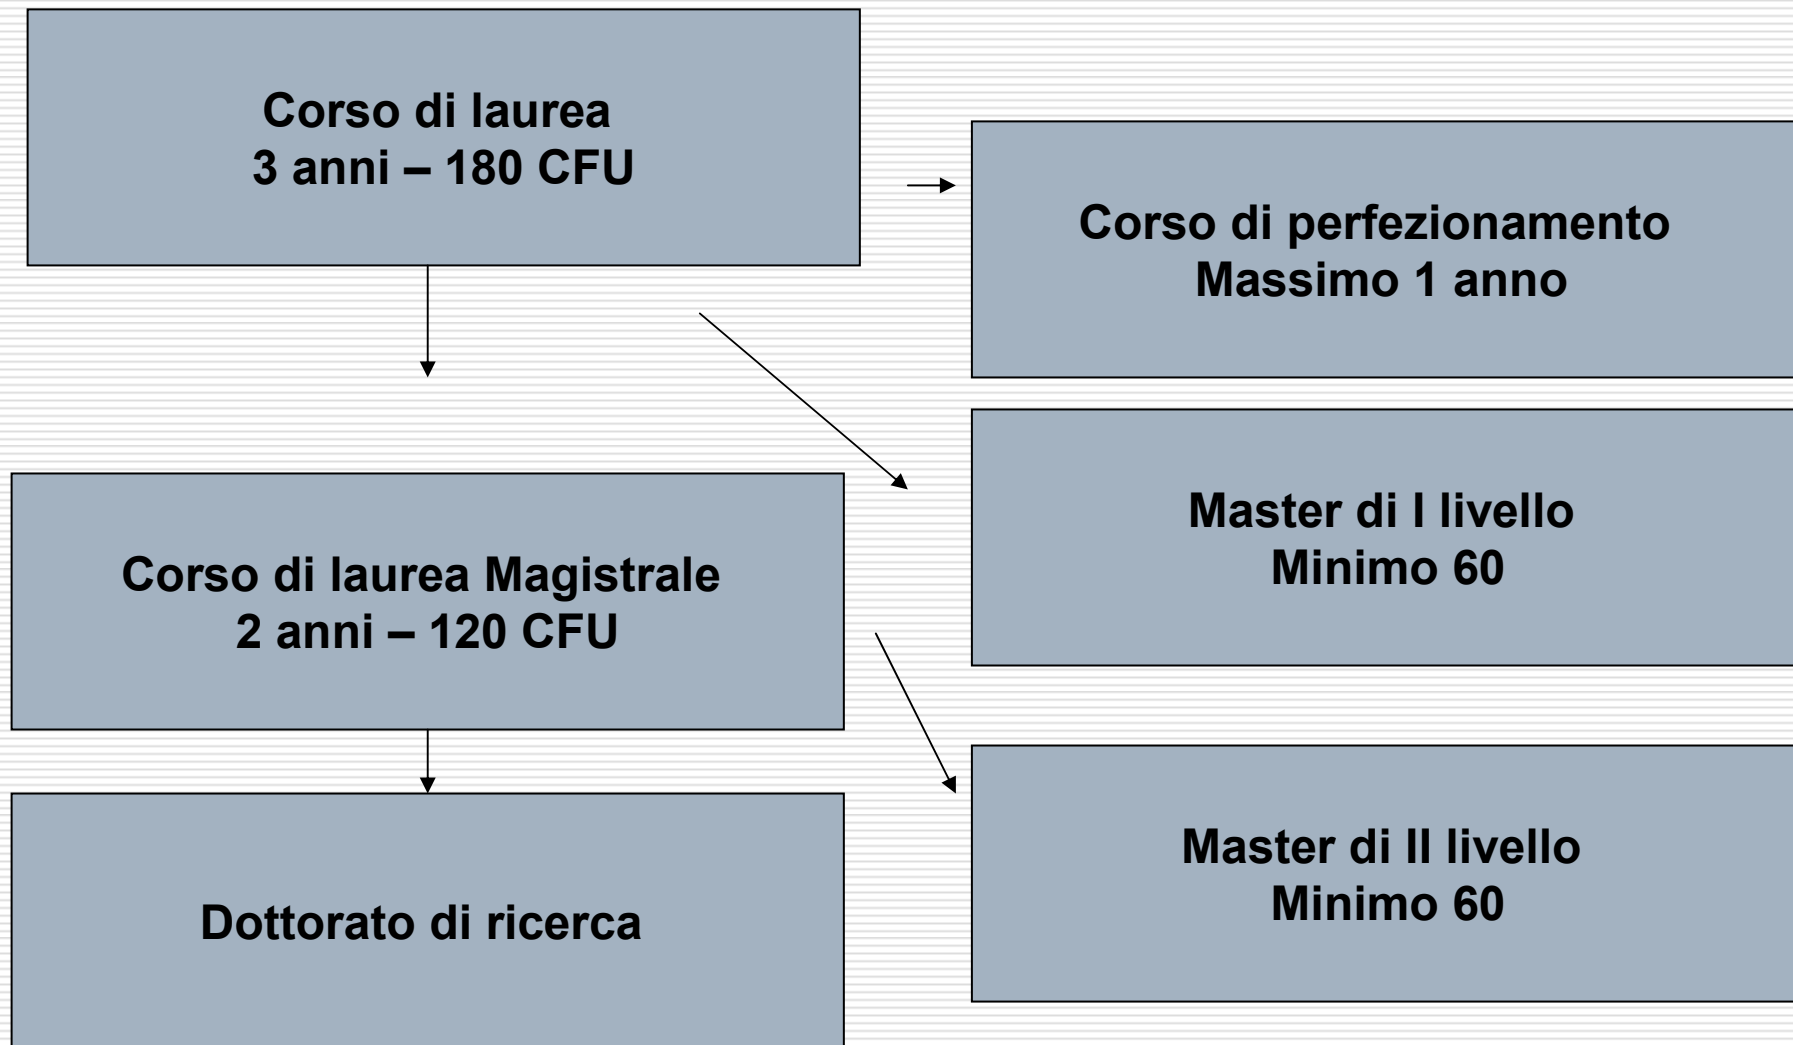 Corso di laurea
3 anni – 180 CFU
Corso di perfezionamento
Massimo 1 anno
Master di I livello
Minimo 60
Corso di laurea Magistrale
2 anni – 120 CFU
Master di II livello
Minimo 60
Dottorato di ricerca